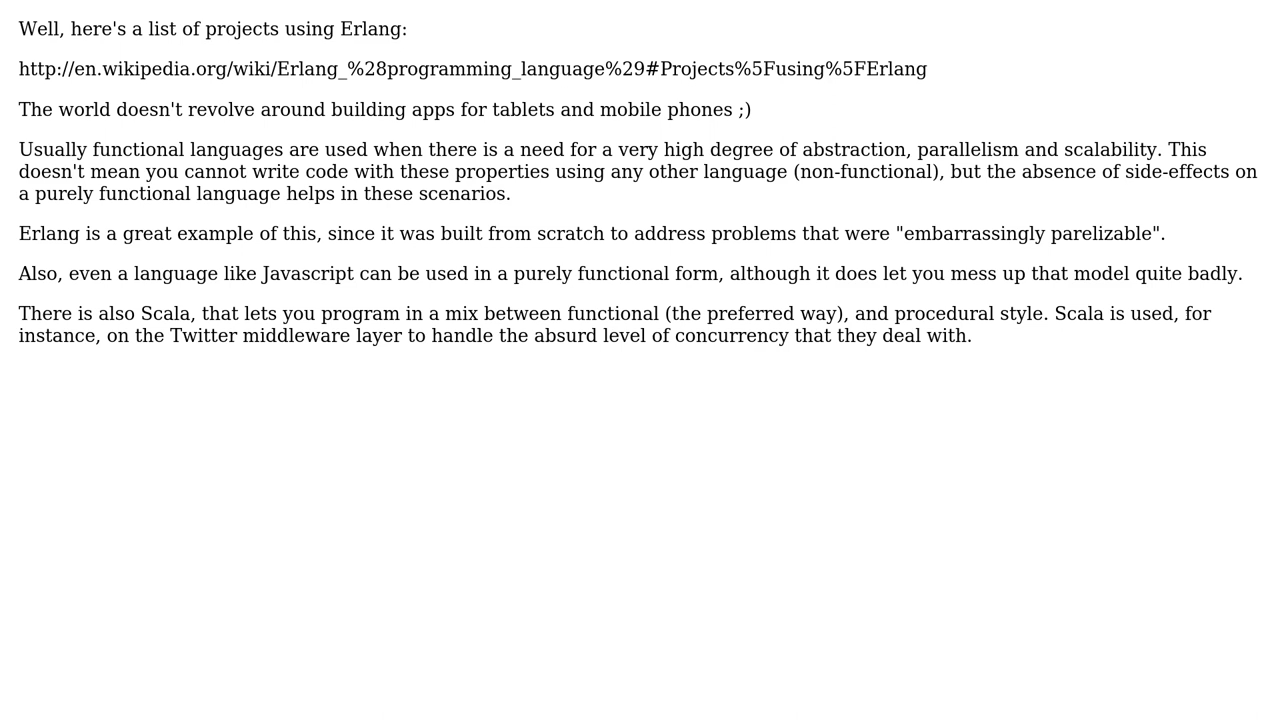 Well, here's a list of projects using Erlang:
http://en.wikipedia.org/wiki/Erlang_%28programming_language%29#Projects%5Fusing%5FErlang
The world doesn't revolve around building apps for tablets and mobile phones ;)
Usually functional languages are used when there is a need for a very high degree of abstraction, parallelism and scalability. This
doesn't mean you cannot write code with these properties using any other language (non-functional), but the absence of side-effects on
a purely functional language helps in these scenarios.
Erlang is a great example of this, since it was built from scratch to address problems that were "embarrassingly parelizable".
Also, even a language like Javascript can be used in a purely functional form, although it does let you mess up that model quite badly.
There is also Scala, that lets you program in a mix between functional (the preferred way), and procedural style. Scala is used, for
instance, on the Twitter middleware layer to handle the absurd level of concurrency that they deal with.